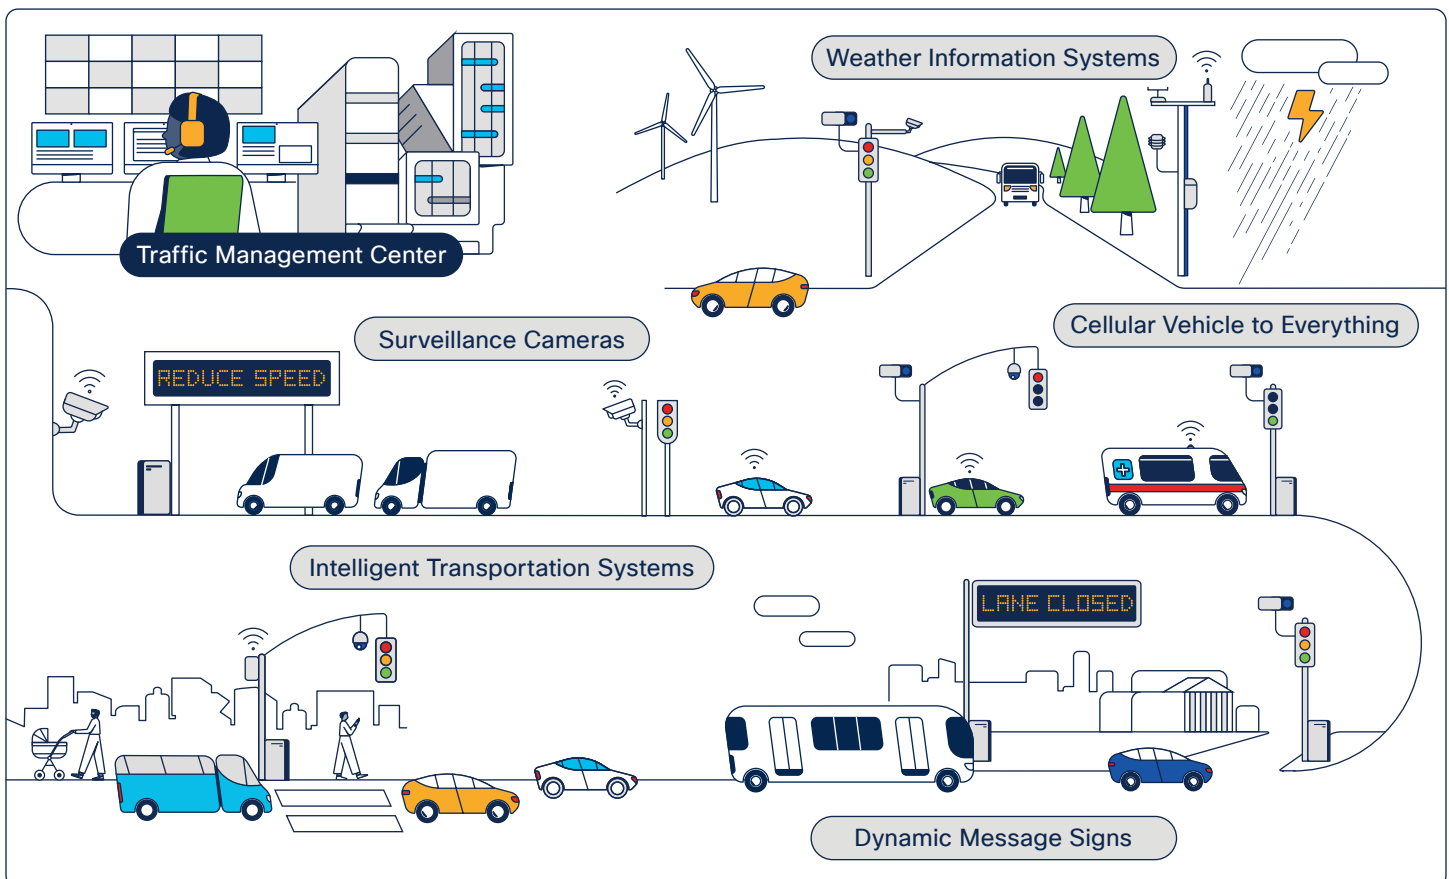 Weather Information Systems
Traffic Management Center
Cellular Vehicle to Everything
Surveillance Cameras
REDUCE SPEED
Intelligent Transportation Systems
LANE CLOSED
Dynamic Message Signs